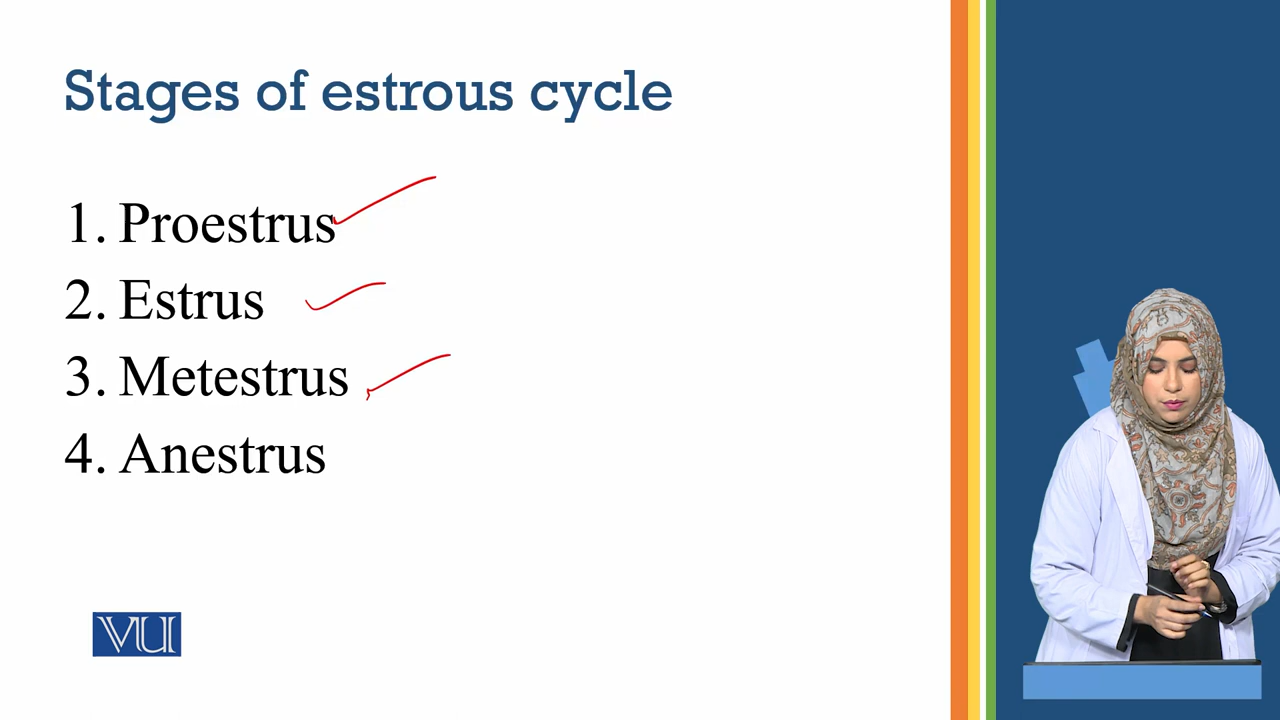 Stages of estrous cycle
1. Proestrus
2. Estrus
3. Metestrus
4. Anestrus
VU